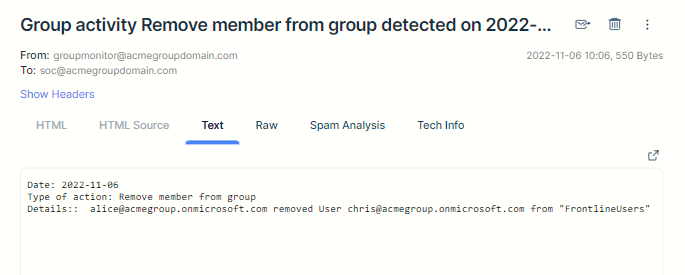 Group activity Remove member from group detected on 2022-...
From: groupmonitor@acmegroupdomain.com
2022-11-06 10:06, 550 Bytes
To: soc@acmegroupdomain.com
Show Headers
HTML HTML Source Text Raw Spam Analysis Tech Info
Date: 2022-11-06
Type of action: Remove member from group
Details::  alice@acmegroup.onmicrosoft.com removed User chris@acmegroup.onmicrosoft.com from "FrontlineUsers"